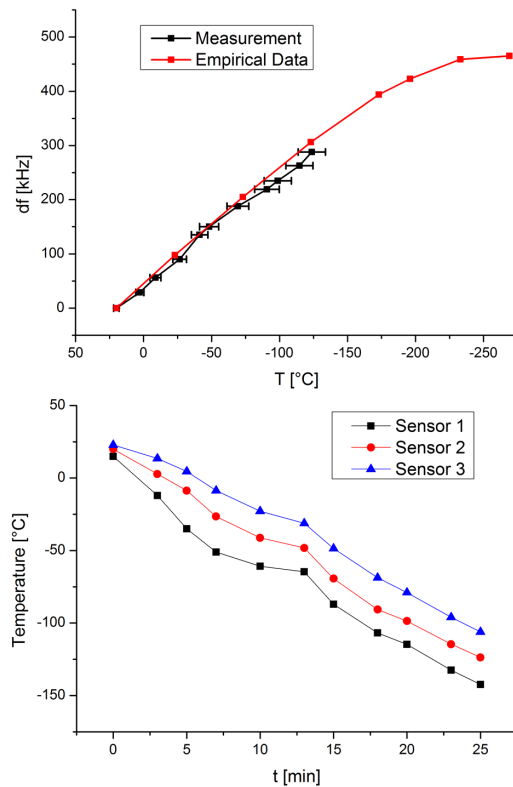 500
400
300
200
100
0
df [kHz]
Measurement
Empirical Data
50 0 -50 -100 -150 -200 -250
T [°C]
50
0
-50
-100
-150
Temperature [°C]
Sensor 1
Sensor 2
Sensor 3
0 5 10 15 20 25
t [min]